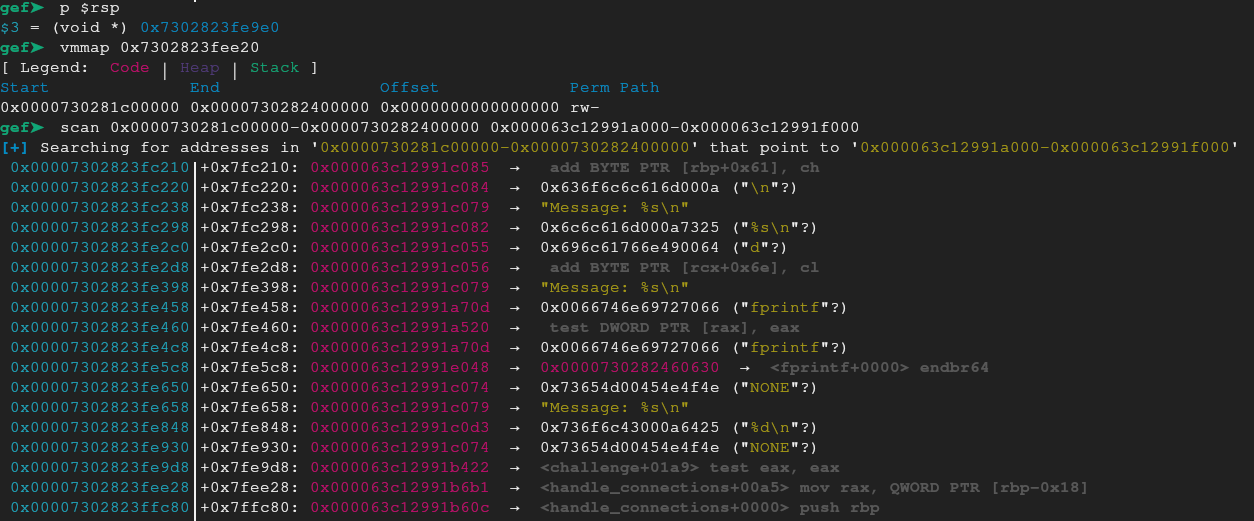 gef➤  p $rsp
$3 = (void *) 0x7302823fe9e0
gef➤  vmmap 0x7302823fee20
[ Legend:  Code | Heap | Stack ]
Start              End                Offset             Perm Path
0x0000730281c00000 0x0000730282400000 0x0000000000000000 rw-
gef➤  scan 0x0000730281c00000-0x0000730282400000 0x000063c12991a000-0x000063c12991f000
[+] Searching for addresses in '0x0000730281c00000-0x0000730282400000' that point to '0x000063c12991a000-0x000063c12991f000'
0x00007302823fc210│+0x7fc210: 0x000063c12991c085  →   add BYTE PTR [rbp+0x61], ch
0x00007302823fc220│+0x7fc220: 0x000063c12991c084  →  0x636f6c6c616d000a ("\n"?)
0x00007302823fc238│+0x7fc238: 0x000063c12991c079  →  "Message: %s\n"
0x00007302823fc298│+0x7fc298: 0x000063c12991c082  →  0x6c6c616d000a7325 ("%s\n"?)
0x00007302823fe2c0│+0x7fe2c0: 0x000063c12991c055  →  0x696c61766e490064 ("d"?)
0x00007302823fe2d8│+0x7fe2d8: 0x000063c12991c056  →   add BYTE PTR [rcx+0x6e], cl
0x00007302823fe398│+0x7fe398: 0x000063c12991c079  →  "Message: %s\n"
0x00007302823fe458│+0x7fe458: 0x000063c12991a70d  →  0x0066746e69727066 ("fprintf"?)
0x00007302823fe460│+0x7fe460: 0x000063c12991a520  →   test DWORD PTR [rax], eax
0x00007302823fe4c8│+0x7fe4c8: 0x000063c12991a70d  →  0x0066746e69727066 ("fprintf"?)
0x00007302823fe5c8│+0x7fe5c8: 0x000063c12991e048  →  0x0000730282460630  →  <fprintf+0000> endbr64
0x00007302823fe650│+0x7fe650: 0x000063c12991c074  →  0x73654d00454e4f4e ("NONE"?)
0x00007302823fe658│+0x7fe658: 0x000063c12991c079  →  "Message: %s\n"
0x00007302823fe848│+0x7fe848: 0x000063c12991c0d3  →  0x736f6c43000a6425 ("%d\n"?)
0x00007302823fe930│+0x7fe930: 0x000063c12991c074  →  0x73654d00454e4f4e ("NONE"?)
0x00007302823fe9d8│+0x7fe9d8: 0x000063c12991b422  →  <challenge+01a9> test eax, eax
0x00007302823fee28│+0x7fee28: 0x000063c12991b6b1  →  <handle_connections+00a5> mov rax, QWORD PTR [rbp-0x18]
0x00007302823ffc80│+0x7ffc80: 0x000063c12991b60c  →  <handle_connections+0000> push rbp